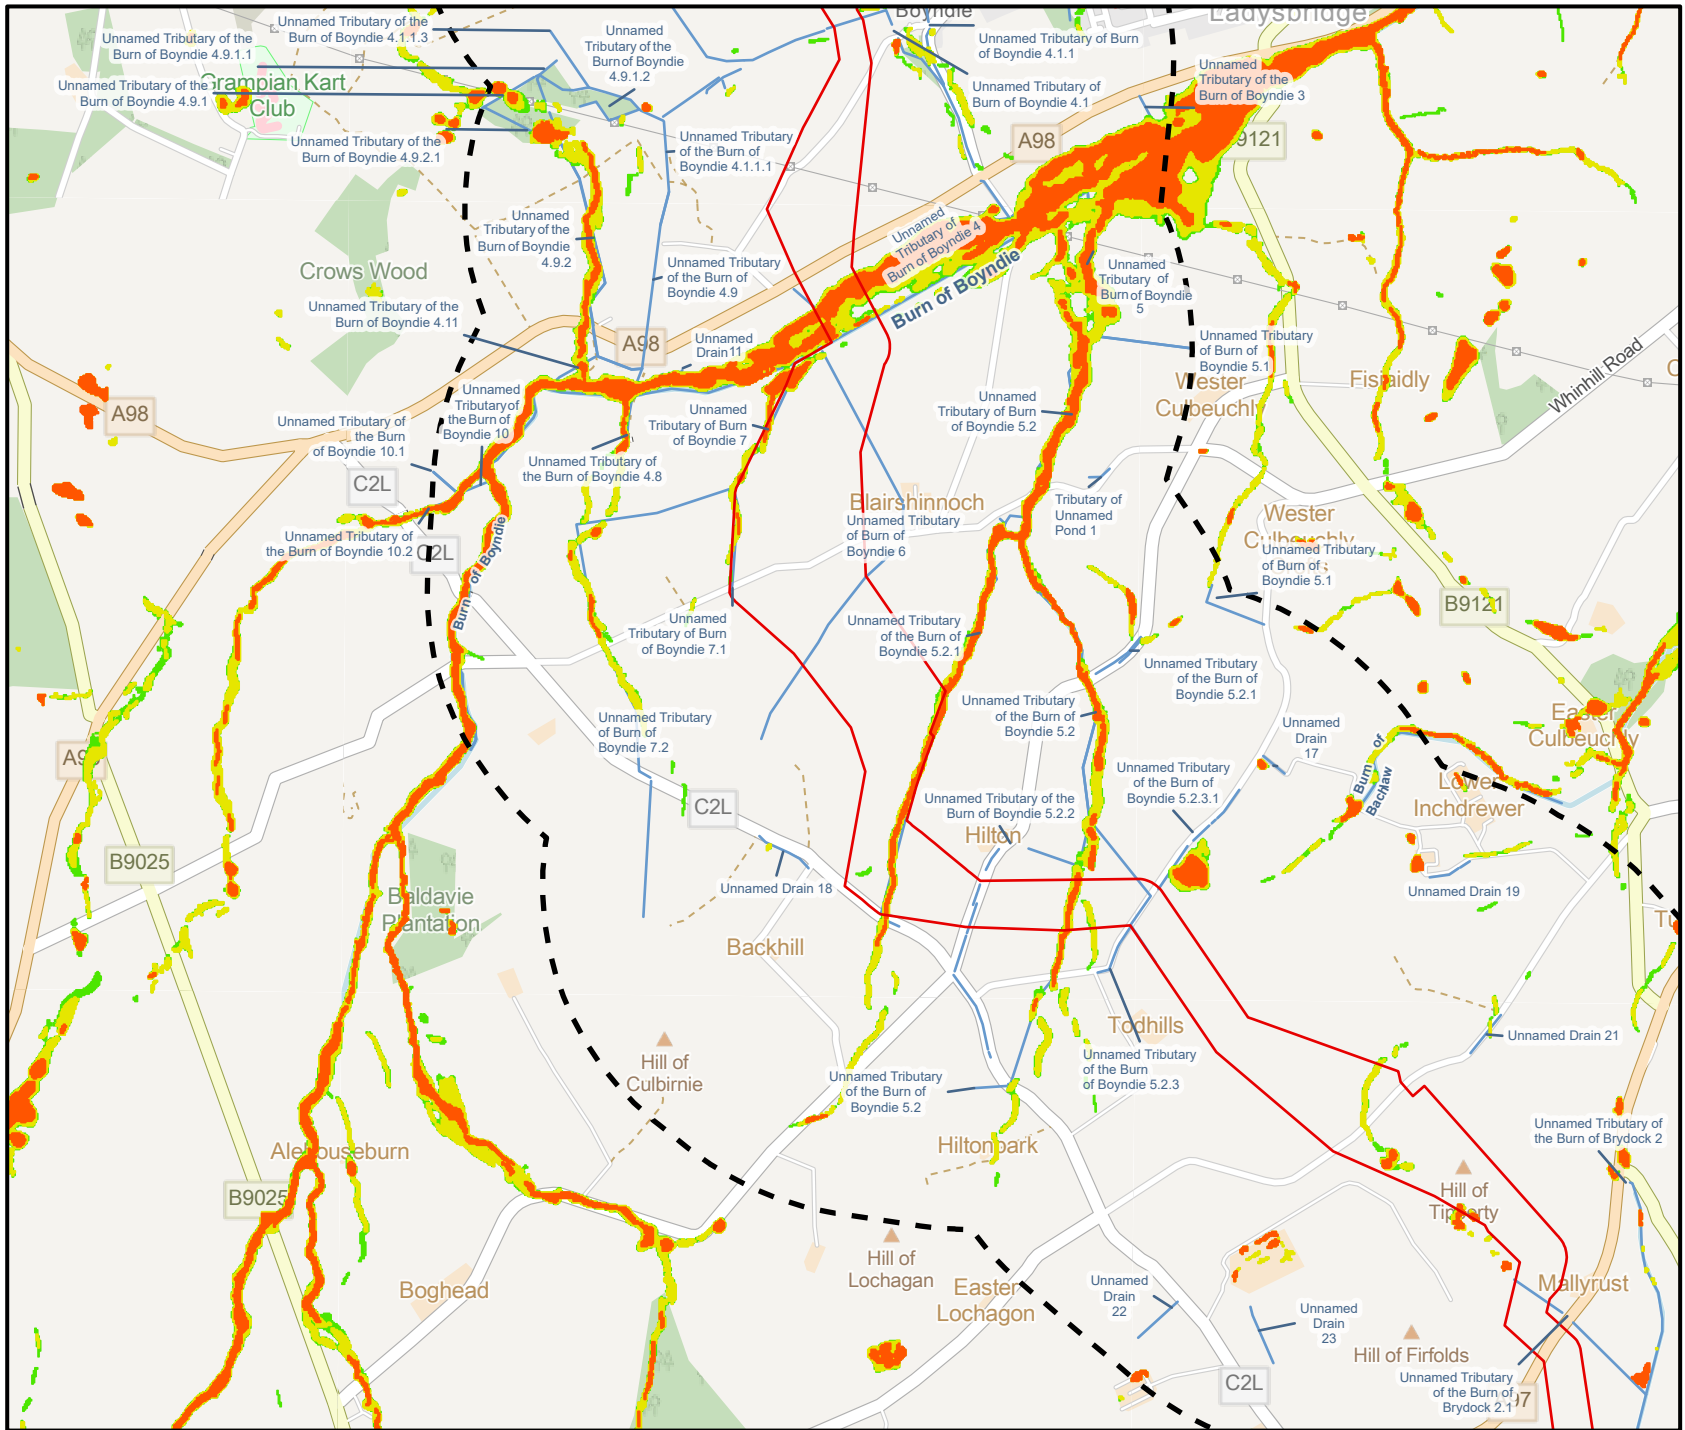 Unnamed Tributary of the
Burn of Boyndie 4.1.1.3
Unnamed Tributary of the
Burn of Boyndie 4.9.1.1
Unnamed
Tributary of the
Burn of Boyndie
4.9.1.2
Boyndie
Ladysbridge
Unnamed Tributary of Burn
of Boyndie 4.1.1
Unnamed Tributary of
Burn of Boyndie 4.1
Unnamed
Tributary of the
Burn of Boyndie 3
Unnamed Tributary of the
Burn of Boyndie 4.9.1
Grampian Kart
Club
Unnamed Tributary of the
Burn of Boyndie 4.9.2.1
Unnamed Tributary
of the Burn of
Boyndie 4.1.1.1
A98
9121
Unnamed
Tributary of the
Burn of Boyndie
4.9.2
Unnamed
Tributary of
Burn of Boyndie 4
Burn of Boyndie
Crows Wood
Unnamed Tributary
of the Burn of
Boyndie 4.9
Unnamed
Tributary of
Burn of Boyndie
5
Unnamed Tributary of the
Burn of Boyndie 4.11
A98
Unnamed
Drain 11
Unnamed Tributary
of Burn of
Boyndie 5.1
Wester
Culbeuchly
Fiskaidly
Whinhill Road
A98
Unnamed
Tributary of
the Burn of
Boyndie 10
Unnamed
Tributary of Burn
of Boyndie 7
Unnamed
Tributary of Burn
of Boyndie 5.2
Unnamed Tributary of
the Burn
of Boyndie 10.1
Unnamed Tributary of
the Burn of Boyndie 4.8
C2L
Blairshinnoch
Unnamed Tributary
of Burn of
Boyndie 6
Tributary of
Unnamed
Pond 1
Wester
Culbeuchly
Unnamed Tributary
of Burn of
Boyndie 5.1
Unnamed Tributary of
the Burn of Boyndie 10.2
C2L
Burn of Boyndie
B9121
Unnamed
Tributary of Burn
of Boyndie 7.1
Unnamed Tributary
of the Burn of
Boyndie 5.2.1
Unnamed Tributary
of the Burn of
Boyndie 5.2.1
Unnamed Tributary
of the Burn of
Boyndie 5.2
Unnamed Tributary
of Burn of
Boyndie 7.2
Unnamed
Drain
17
Easter
Culbeuchly
Burn of
Backlaw
Lower
Inchdrewer
A98
C2L
Unnamed Tributary
of the Burn of
Boyndie 5.2.3.1
Unnamed Tributary of the
Burn of Boyndie 5.2.2
Hilton
B9025
Unnamed Drain 18
Unnamed Drain 19
Baldavie
Plantation
Backhill
Tu
Todhills
Unnamed Drain 21
Hill of
Culbirnie
Unnamed Tributary
of the Burn of
Boyndie 5.2
Unnamed Tributary
of the Burn
of Boyndie 5.2.3
Alehouseburn
Hiltonpark
Unnamed Tributary of
the Burn of Brydock 2
B9025
Hill of
Tipperty
Hill of
Lochagan
Boghead
Easter
Lochagon
Unnamed
Drain
22
Unnamed
Drain
23
Mallyrust
Hill of Firfolds
C2L
Unnamed Tributary
of the Burn of
Brydock 2.1
97